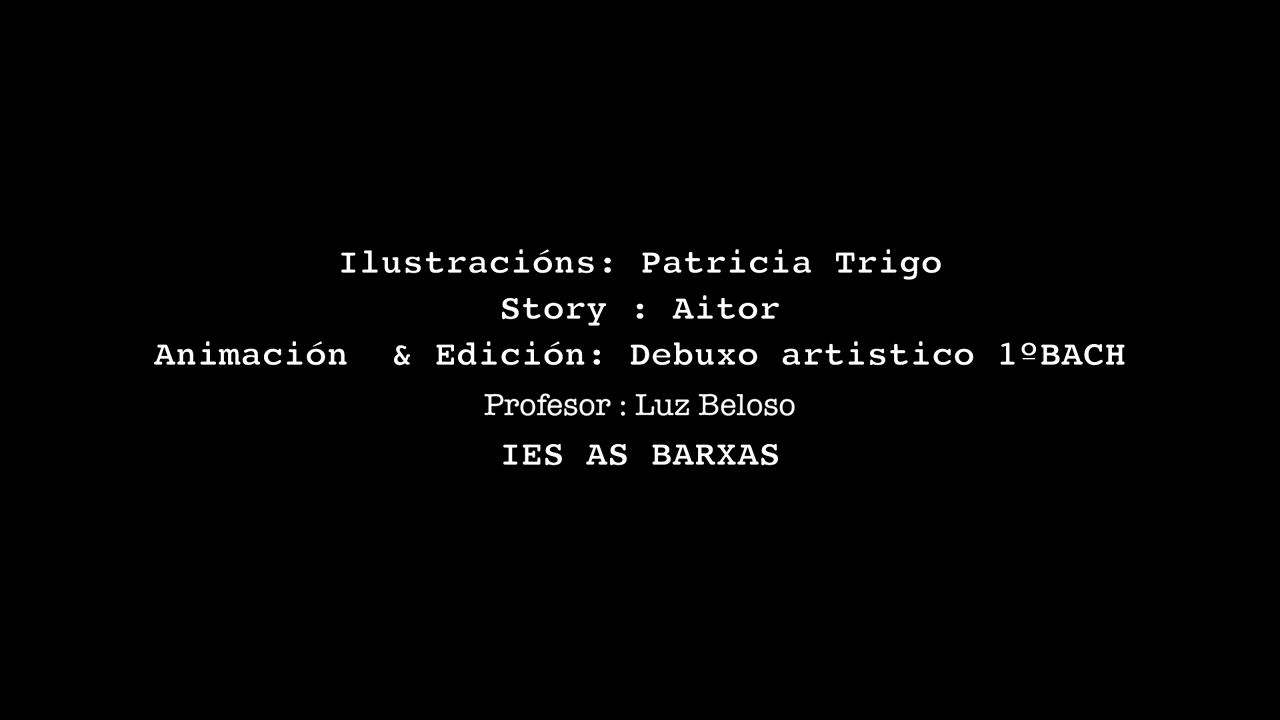 Ilustracións: Patricia Trigo
Story : Aitor
Animación  & Edición: Debuxo artistico 1ºBACH
Profesor : Luz Beloso
IES AS BARXAS